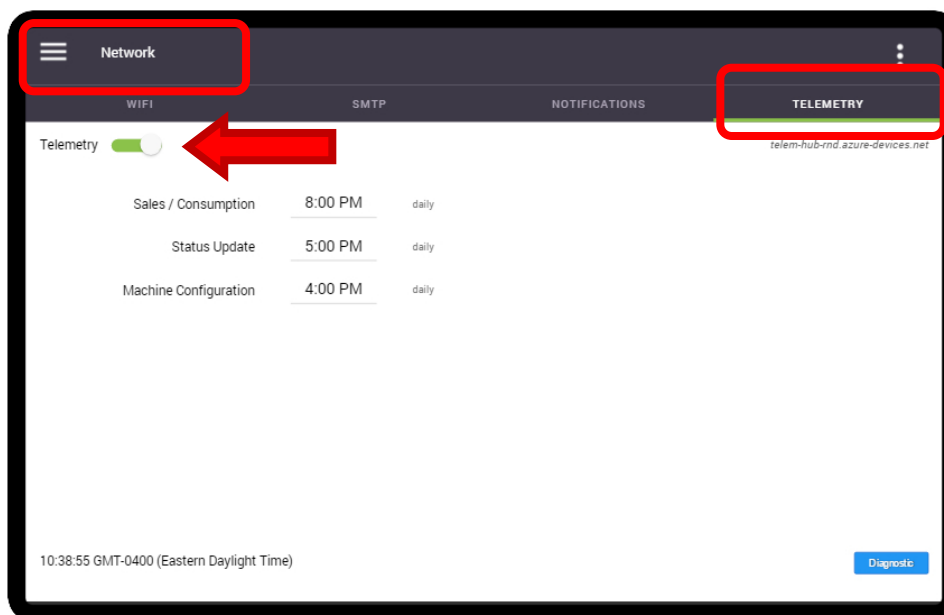 Network
WIFI SMTP NOTIFICATIONS TELEMETRY
Telemetry telem-hub-rnd.azure-devices.net
Sales / Consumption 8:00 PM daily
Status Update 5:00 PM daily
Machine Configuration 4:00 PM daily
10:38:55 GMT-0400 (Eastern Daylight Time) Diagnostic